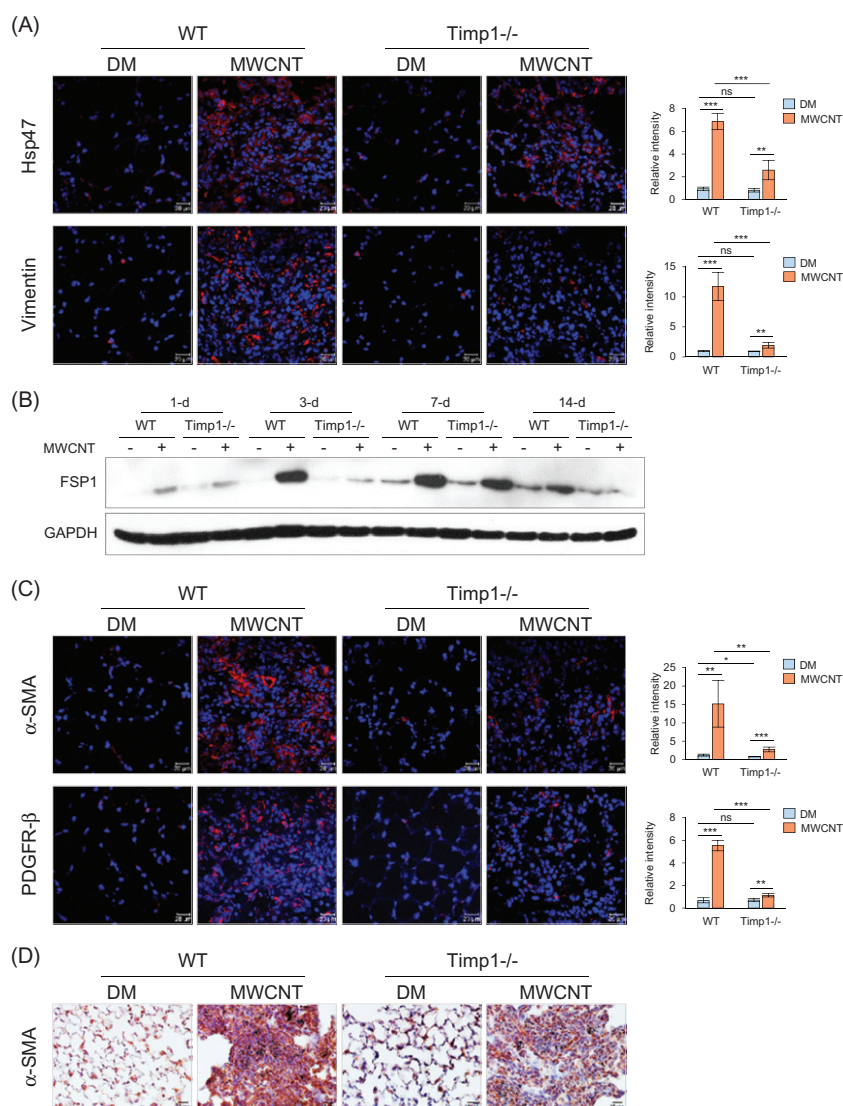 (A)
WT Timp1-/-
DM MWCNT DM MWCNT
Hsp47
20 µm
Relative intensity
8
6
4
2
0
***
ns
***
**
DM
MWCNT
WT Timp1-/-
Vimentin
Relative intensity
15
10
5
0
***
ns
***
**
DM
MWCNT
WT Timp1-/-
(B)
1-d 3-d 7-d 14-d
WT Timp1-/- WT Timp1-/- WT Timp1-/- WT Timp1-/-
MWCNT - + - + - + - + - + - + - + - +
FSP1
GAPDH
(C)
WT Timp1-/-
DM MWCNT DM MWCNT
α-SMA
Relative intensity
25
20
15
10
5
0
**
*
**
***
DM
MWCNT
WT Timp1-/-
PDGFR-β
Relative intensity
8
6
4
2
0
***
ns
***
**
DM
MWCNT
WT Timp1-/-
(D)
WT Timp1-/-
DM MWCNT DM MWCNT
α-SMA